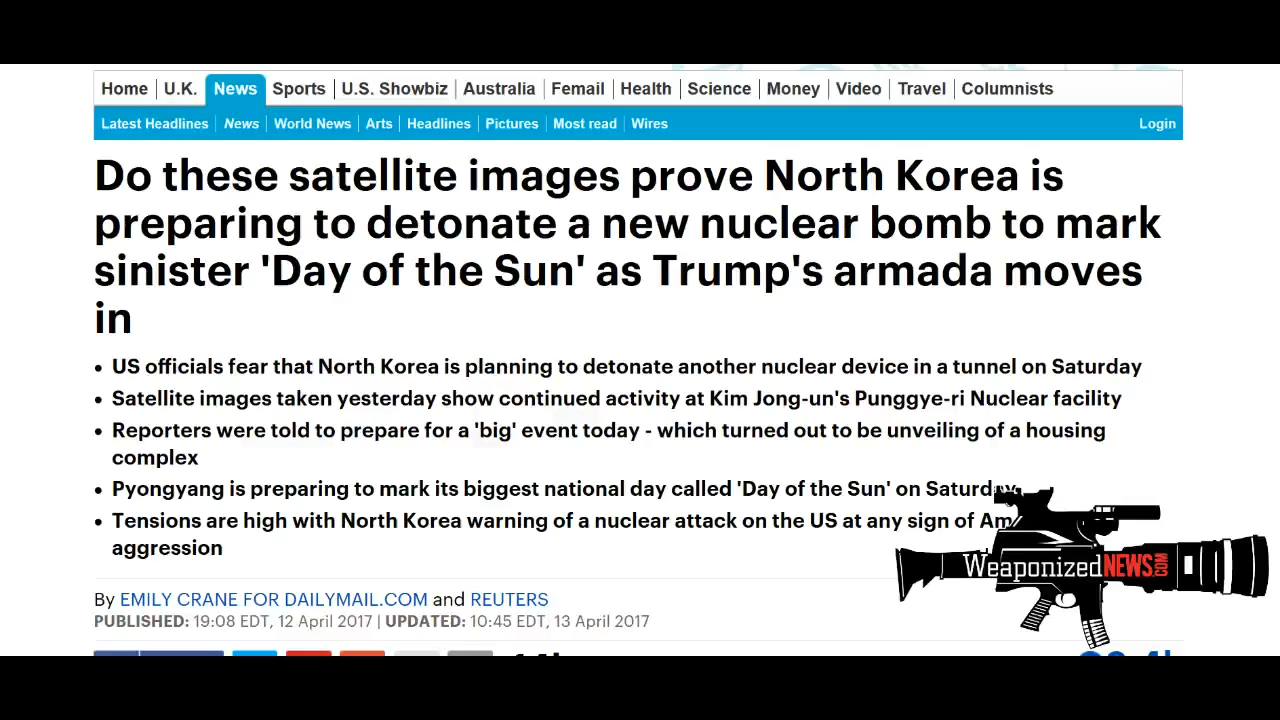 Home U.K. News Sports U.S. Showbiz Australia Femail Health Science Money Video Travel Columnists
Latest Headlines News World News Arts Headlines Pictures Most read Wires Login
Do these satellite images prove North Korea is
preparing to detonate a new nuclear bomb to mark
sinister 'Day of the Sun' as Trump's armada moves
in
• US officials fear that North Korea is planning to detonate another nuclear device in a tunnel on Saturday
• Satellite images taken yesterday show continued activity at Kim Jong-un's Punggye-ri Nuclear facility
• Reporters were told to prepare for a 'big' event today - which turned out to be unveiling of a housing
complex
• Pyongyang is preparing to mark its biggest national day called 'Day of the Sun' on Saturday
• Tensions are high with North Korea warning of a nuclear attack on the US at any sign of Am
aggression
WeaponizedNEWS.COM
By EMILY CRANE FOR DAILYMAIL.COM and REUTERS
PUBLISHED: 19:08 EDT, 12 April 2017 | UPDATED: 10:45 EDT, 13 April 2017